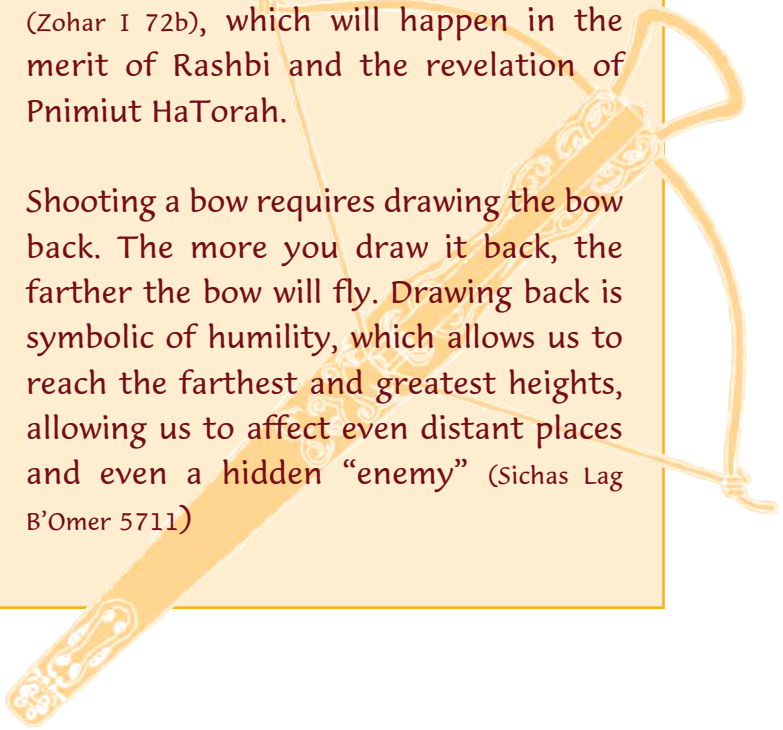 (Zohar I 72b), which will happen in the
merit of Rashbi and the revelation of
Pnimiut HaTorah.
Shooting a bow requires drawing the bow
back. The more you draw it back, the
farther the bow will fly. Drawing back is
symbolic of humility, which allows us to
reach the farthest and greatest heights,
allowing us to affect even distant places
and even a hidden “enemy” (Sichas Lag
B’Omer 5711)